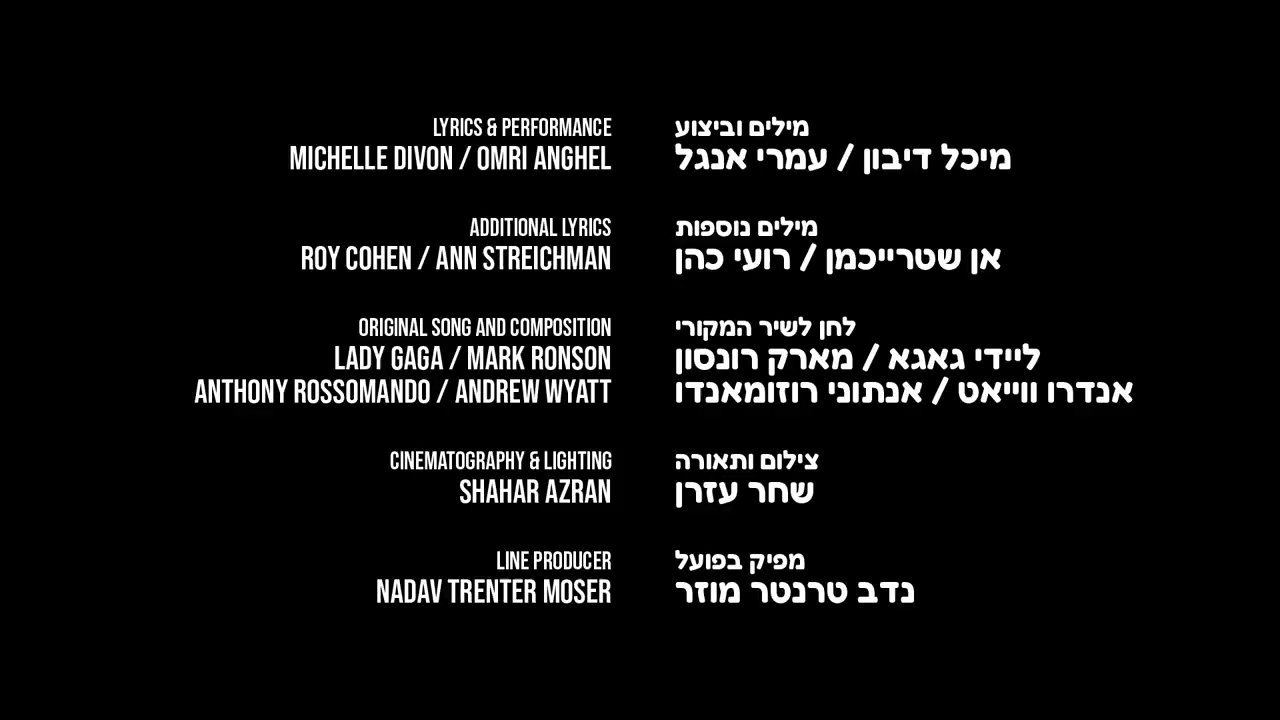 LYRICS & PERFORMANCE
MICHELLE DIVON / OMRI ANGHEL
ADDITIONAL LYRICS
ROY COHEN / ANN STREICHMAN
ORIGINAL SONG AND COMPOSITION
LADY GAGA / MARK RONSON
ANTHONY ROSSOMANDO / ANDREW WYATT
CINEMATOGRAPHY & LIGHTING
SHAHAR AZRAN
LINE PRODUCER
NADAV TRENTER MOSER
מילים וביצוע
מיכל דיבון / עמרי אנגל
מילים נוספות
אן שטרייכמן / רועי כהן
לחן לשיר המקורי
ליידי גאגא / מארק רונסון
אנדרו ווייאט / אנתוני רוזומאנדו
צילום ותאורה
שחר עזרן
מפיק בפועל
נדב טרנטר מוזר